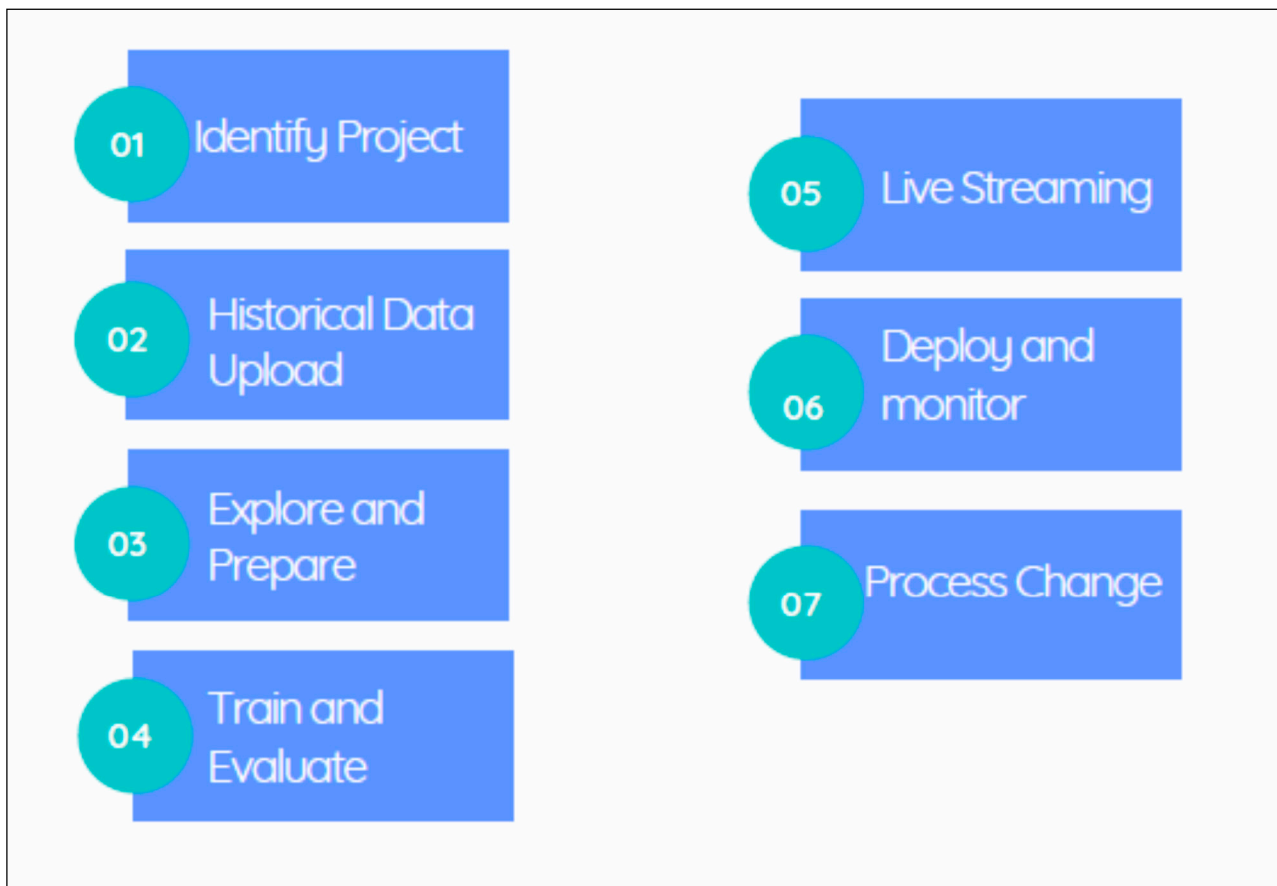 01
Identify Project
02
Historical Data
Upload
03
Explore and
Prepare
04
Train and
Evaluate
05
Live Streaming
06
Deploy and
monitor
07
Process Change